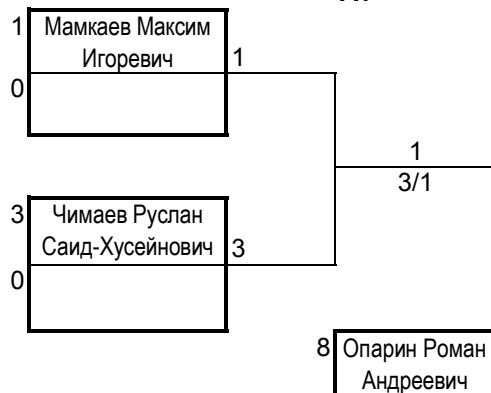 1
Мамкаев Максим
Игоревич
1
0
1
3/1
3
Чимаев Руслан
Саид-Хусейнович
3
0
8
Опарин Роман
Андреевич